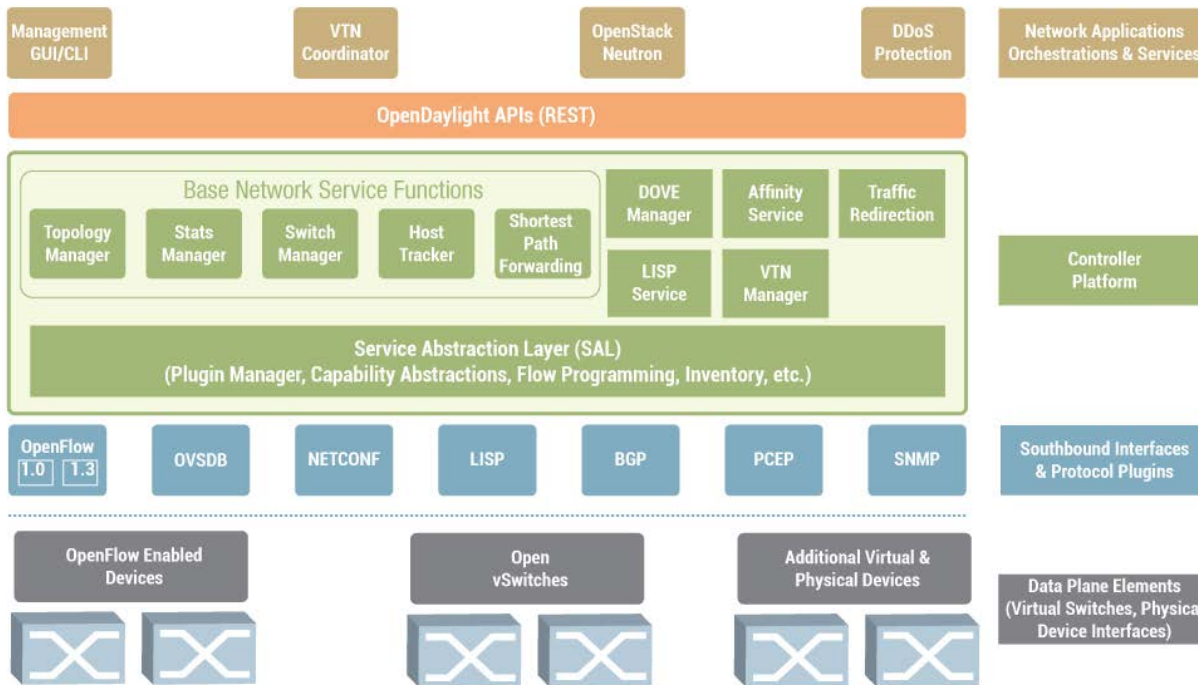 Management
GUI/CLI
VTN
Coordinator
OpenStack
Neutron
DDoS
Protection
Network Applications
Orchestrations & Services
OpenDaylight APIs (REST)
Base Network Service Functions
Topology
Manager
Stats
Manager
Switch
Manager
Host
Tracker
Shortest
Path
Forwarding
DOVE
Manager
Affinity
Service
Traffic
Redirection
LISP
Service
VTN
Manager
Controller
Platform
Service Abstraction Layer (SAL)
(Plugin Manager, Capability Abstractions, Flow Programming, Inventory, etc.)
OpenFlow
1.0 1.3
OVSDB
NETCONF
LISP
BGP
PCEP
SNMP
Southbound Interfaces
& Protocol Plugins
OpenFlow Enabled
Devices
Open
vSwitches
Additional Virtual &
Physical Devices
Data Plane Elements
(Virtual Switches, Physical
Device Interfaces)